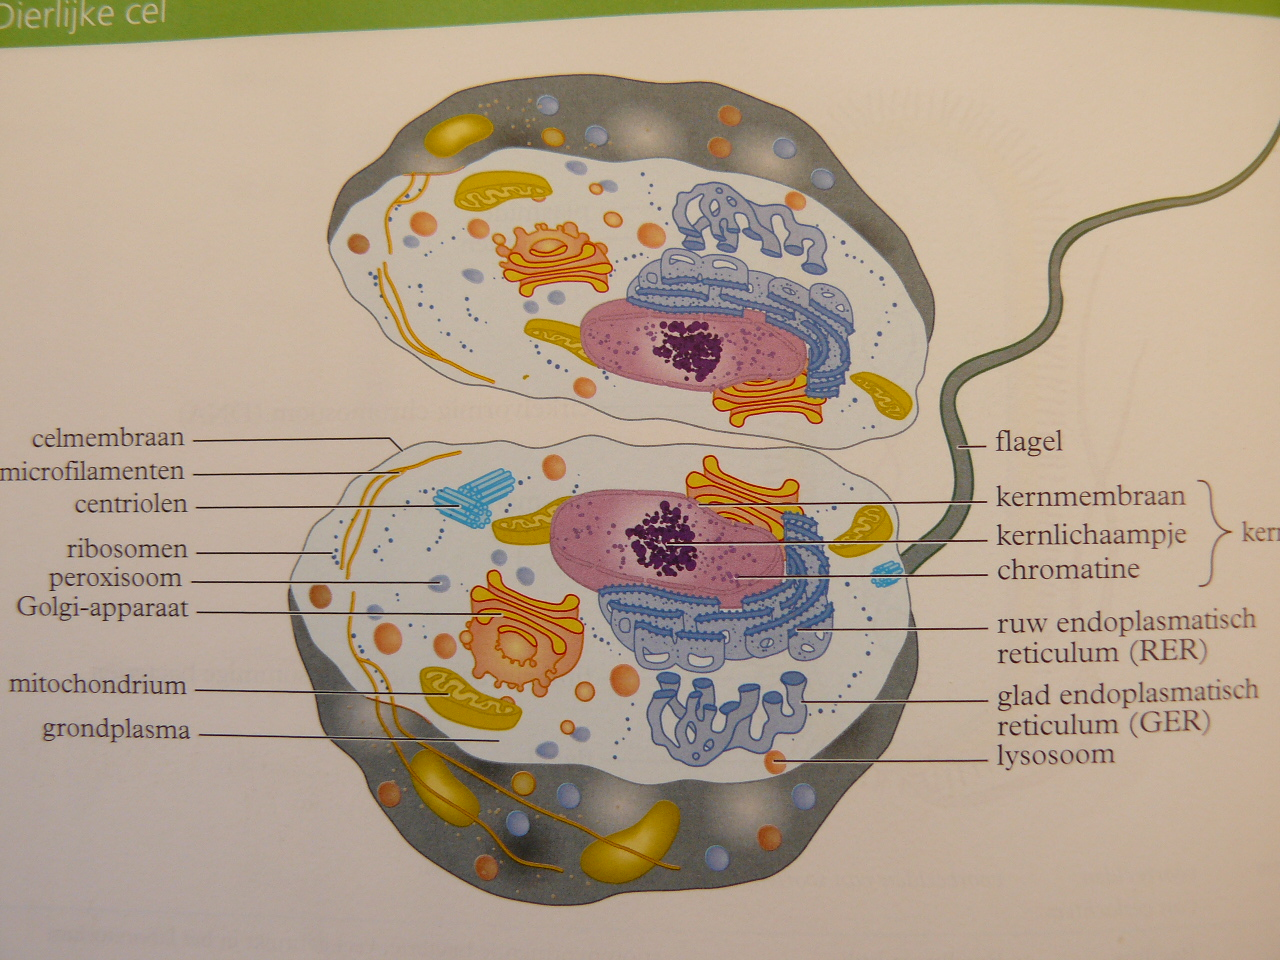 Dierlijke cel
celmembraan
microfilamenten
centriolen
ribosomen
peroxisoom
Golgi-apparaat
mitochondrium
grondplasma
flagel
kernmembraan
kernlichaampje
chromatine
kern
ruw endoplasmatisch
reticulum (RER)
glad endoplasmatisch
reticulum (GER)
lysosoom